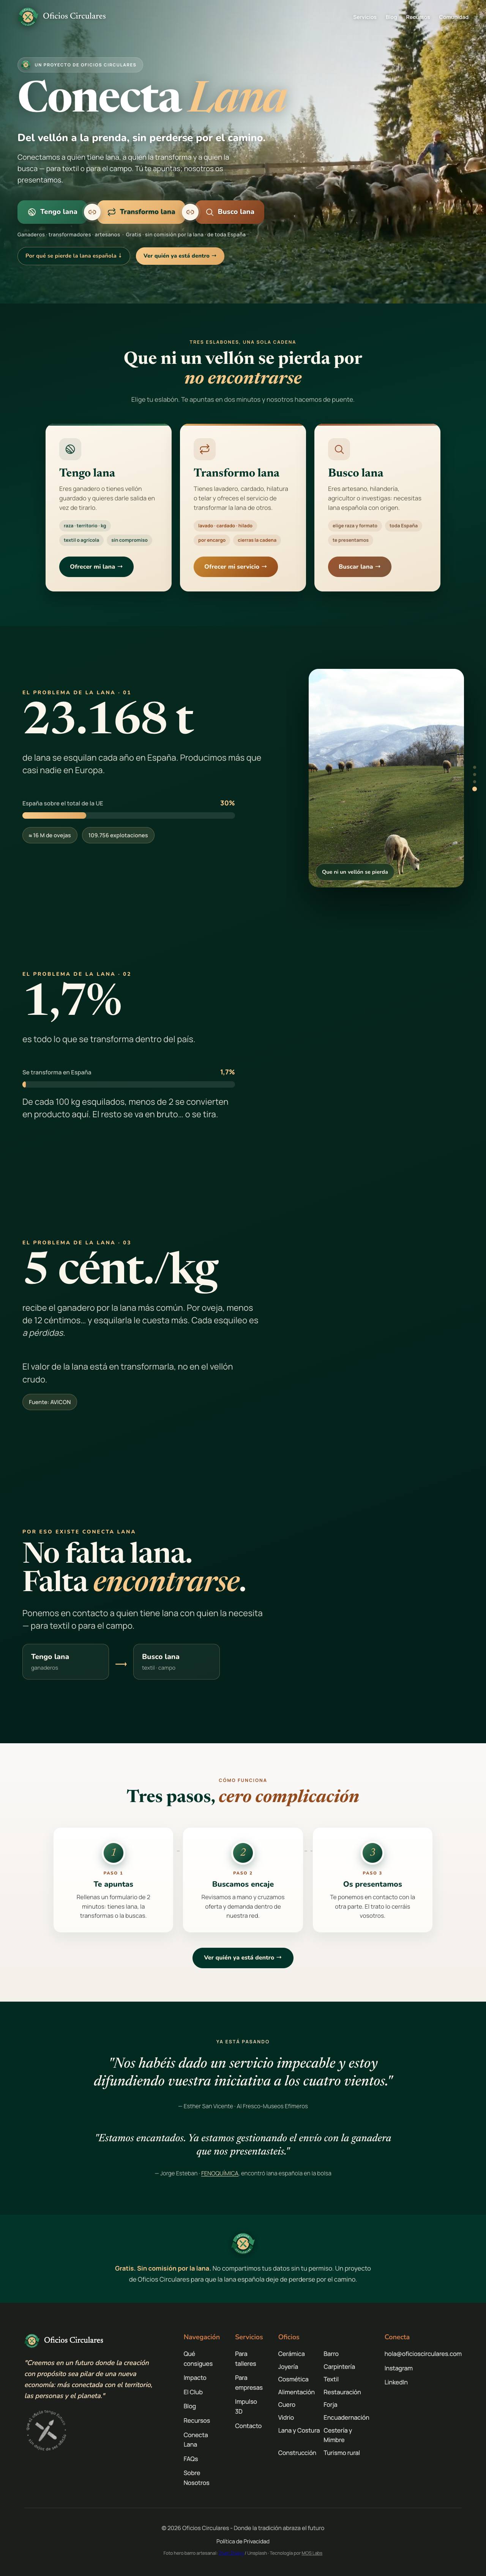 Oficios Circulares
Servicios Blog Recursos Comunidad
UN PROYECTO DE OFICIOS CIRCULARES
Conecta Lana
Del vellón a la prenda, sin perderse por el camino.
Conectamos a quien tiene lana, a quien la transforma y a quien la
busca — para textil o para el campo. Tú te apuntas; nosotros os
presentamos.
Tengo lana Transformo lana Busco lana
Ganaderos · transformadores · artesanos · Gratis · sin comisión por la lana · de toda España
Por qué se pierde la lana española ↓ Ver quién ya está dentro →
TRES ESLABONES, UNA SOLA CADENA
Que ni un vellón se pierda por
no encontrarse
Elige tu eslabón. Te apuntas en dos minutos y nosotros hacemos de puente.
Tengo lana
Eres ganadero o tienes vellón
guardado y quieres darle salida en
vez de tirarlo.
raza · territorio · kg
textil o agrícola sin compromiso
Ofrecer mi lana →
Transformo lana
Tienes lavadero, cardado, hilatura
o telar y ofreces el servicio de
transformar la lana de otros.
lavado · cardado · hilado
por encargo cierras la cadena
Ofrecer mi servicio →
Busco lana
Eres artesano, hilandería,
agricultor o investigas: necesitas
lana española con origen.
elige raza y formato toda España
te presentamos
Buscar lana →
EL PROBLEMA DE LA LANA · 01
23.168 t
de lana se esquilan cada año en España. Producimos más que
casi nadie en Europa.
España sobre el total de la UE 30%
≈ 16 M de ovejas 109.756 explotaciones
Que ni un vellón se pierda
EL PROBLEMA DE LA LANA · 02
1,7%
es todo lo que se transforma dentro del país.
Se transforma en España 1,7%
De cada 100 kg esquilados, menos de 2 se convierten
en producto aquí. El resto se va en bruto… o se tira.
EL PROBLEMA DE LA LANA · 03
5 cént./kg
recibe el ganadero por la lana más común. Por oveja, menos
de 12 céntimos… y esquilarla le cuesta más. Cada esquileo es
a pérdidas.
El valor de la lana está en transformarla, no en el vellón
crudo.
Fuente: AVICON
POR ESO EXISTE CONECTA LANA
No falta lana.
Falta encontrarse.
Ponemos en contacto a quien tiene lana con quien la necesita
— para textil o para el campo.
Tengo lana
ganaderos
⟶
Busco lana
textil · campo
CÓMO FUNCIONA
Tres pasos, cero complicación
1
PASO 1
Te apuntas
Rellenas un formulario de 2
minutos: tienes lana, la
transformas o la buscas.
2
PASO 2
Buscamos encaje
Revisamos a mano y cruzamos
oferta y demanda dentro de
nuestra red.
3
PASO 3
Os presentamos
Te ponemos en contacto con la
otra parte. El trato lo cerráis
vosotros.
Ver quién ya está dentro →
YA ESTÁ PASANDO
"Nos habéis dado un servicio impecable y estoy
difundiendo vuestra iniciativa a los cuatro vientos."
— Esther San Vicente · Al Fresco-Museos Efímeros
"Estamos encantados. Ya estamos gestionando el envío con la ganadera
que nos presentasteis."
— Jorge Esteban · FENOQUÍMICA, encontró lana española en la bolsa
Gratis. Sin comisión por la lana. No compartimos tus datos sin tu permiso. Un proyecto
de Oficios Circulares para que la lana española deje de perderse por el camino.
Oficios Circulares
"Creemos en un futuro donde la creación
con propósito sea pilar de una nueva
economía: más conectada con el territorio,
las personas y el planeta."
Navegación
Qué
consigues
Impacto
El Club
Blog
Recursos
Conecta
Lana
FAQs
Sobre
Nosotros
Servicios
Para
talleres
Para
empresas
Impulso
3D
Contacto
Oficios
Cerámica Barro
Joyería Carpintería
Cosmética Textil
Alimentación Restauración
Cuero Forja
Vidrio Encuadernación
Lana y Costura Cestería y
Mimbre
Construcción Turismo rural
Conecta
hola@oficioscirculares.com
Instagram
LinkedIn
© 2026 Oficios Circulares - Donde la tradición abraza el futuro
Política de Privacidad
Foto hero barro artesanal: / Unsplash · Tecnología por MOS Labs